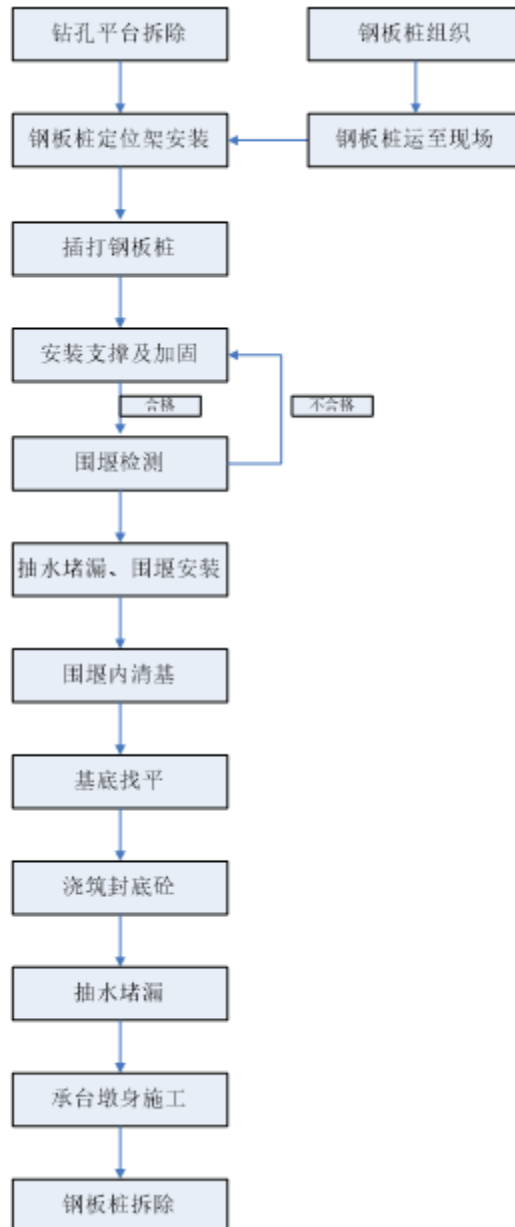 钻孔平台拆除
钢板桩组织
钢板桩定位架安装
钢板桩运至现场
插打钢板桩
安装支撑及加固
合格
不合格
围堰检测
抽水堵漏、围堰安装
围堰内清基
基底找平
浇筑封底砼
抽水堵漏
承台墩身施工
钢板桩拆除